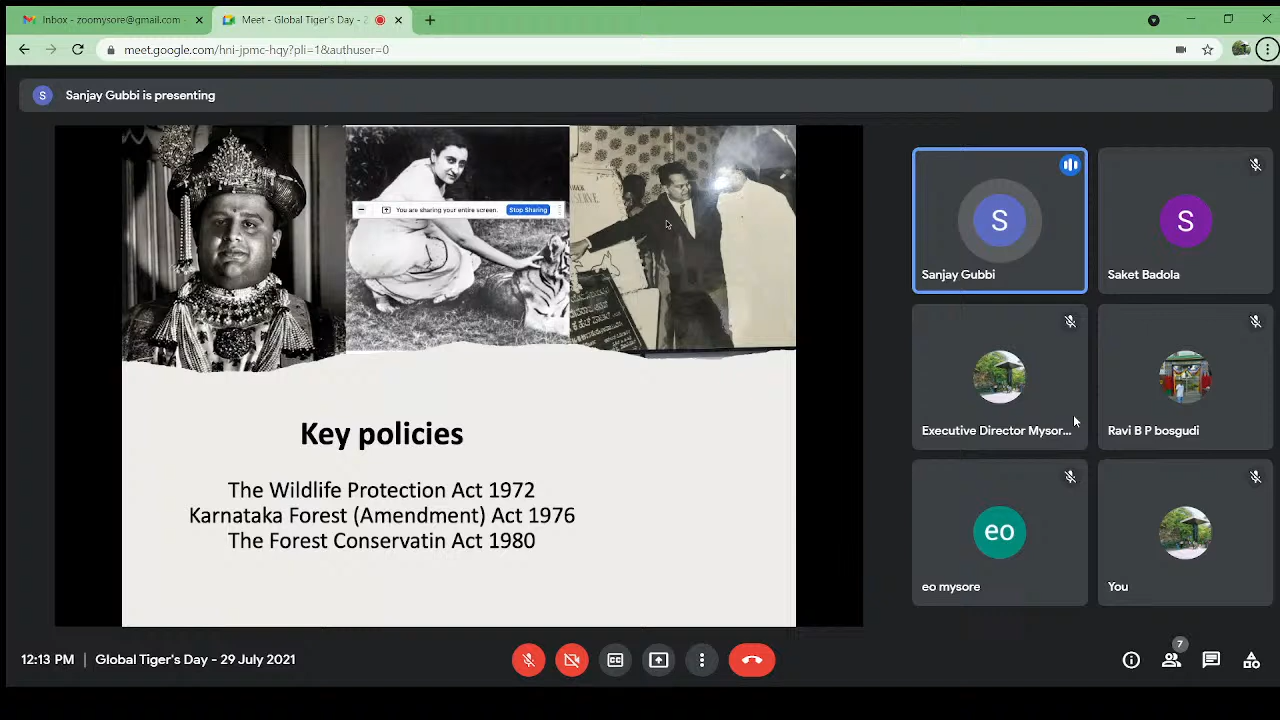 Inbox - zoomysore@gmail.com -
Meet - Global Tiger's Day - 2
meet.google.com/hni-jpmc-hqy?pli=1&authuser=0
S
Sanjay Gubbi is presenting
You are sharing your entire screen.
Stop Sharing
Key policies
The Wildlife Protection Act 1972
Karnataka Forest (Amendment) Act 1976
The Forest Conservatin Act 1980
S
Sanjay Gubbi
S
Saket Badola
Executive Director Mysor...
Ravi B P bosgudi
eo
eo mysore
You
12:13 PM | Global Tiger's Day - 29 July 2021
CC
7